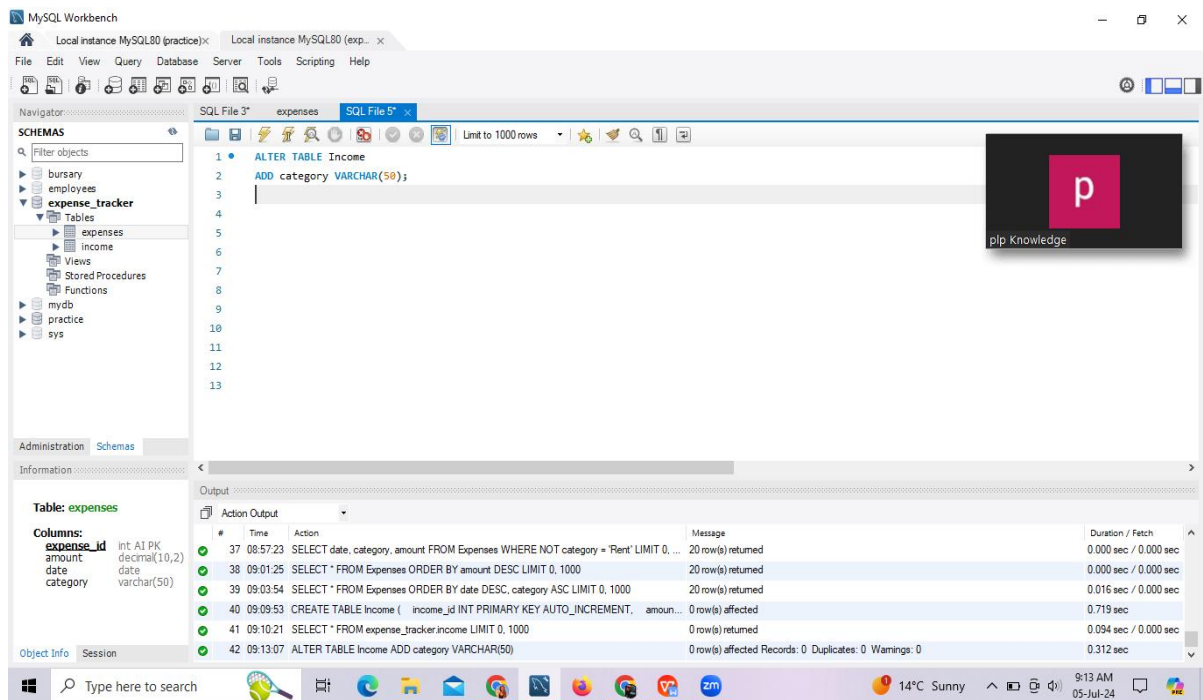 MySQL Workbench
Local instance MySQL80 (practice) × Local instance MySQL80 (exp... ×
File Edit View Query Database Server Tools Scripting Help
Navigator
SQL File 3* expenses SQL File 5* ×
SCHEMAS
Limit to 1000 rows
Filter objects
bursary
employees
expense_tracker
Tables
expenses
income
Views
Stored Procedures
Functions
mydb
practice
sys
1 ALTER TABLE Income
2 ADD category VARCHAR(50);
3
4
5
6
7
8
9
10
11
12
13
p
plp Knowledge
Administration Schemas
Information
Table: expenses
Columns:
expense_id int AI PK
amount decimal(10,2)
date date
category varchar(50)
Object Info Session
Output
Action Output
# Time Action Message Duration / Fetch
37 08:57:23 SELECT date, category, amount FROM Expenses WHERE NOT category = 'Rent' LIMIT 0, ... 20 row(s) returned 0.000 sec / 0.000 sec
38 09:01:25 SELECT * FROM Expenses ORDER BY amount DESC LIMIT 0, 1000 20 row(s) returned 0.000 sec / 0.000 sec
39 09:03:54 SELECT * FROM Expenses ORDER BY date DESC, category ASC LIMIT 0, 1000 20 row(s) returned 0.016 sec / 0.000 sec
40 09:09:53 CREATE TABLE Income ( income_id INT PRIMARY KEY AUTO_INCREMENT, amoun... 0 row(s) affected 0.719 sec
41 09:10:21 SELECT * FROM expense_tracker.income LIMIT 0, 1000 0 row(s) returned 0.094 sec / 0.000 sec
42 09:13:07 ALTER TABLE Income ADD category VARCHAR(50) 0 row(s) affected Records: 0 Duplicates: 0 Warnings: 0 0.312 sec
Type here to search
zm
14°C Sunny
9:13 AM
05-Jul-24
PRE